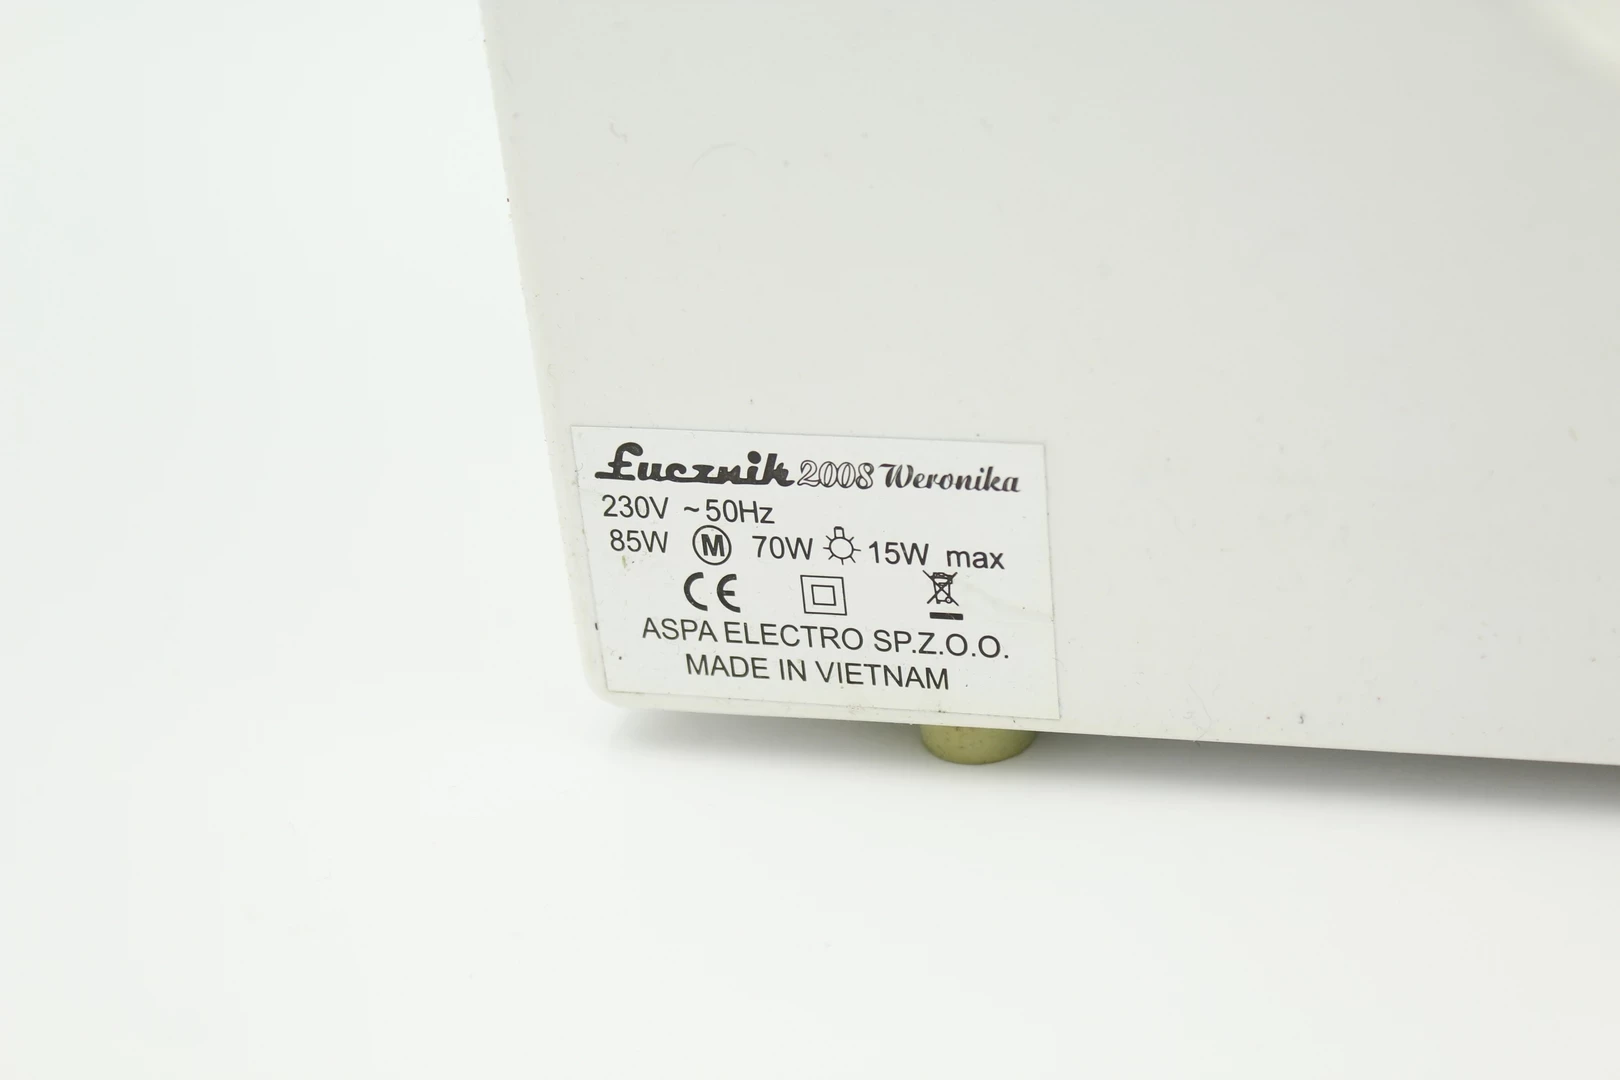 Łucznik 2008 Weronika
230V ~50Hz
85W M 70W 15W max
CE
ASPA ELECTRO SP.Z.O.O.
MADE IN VIETNAM